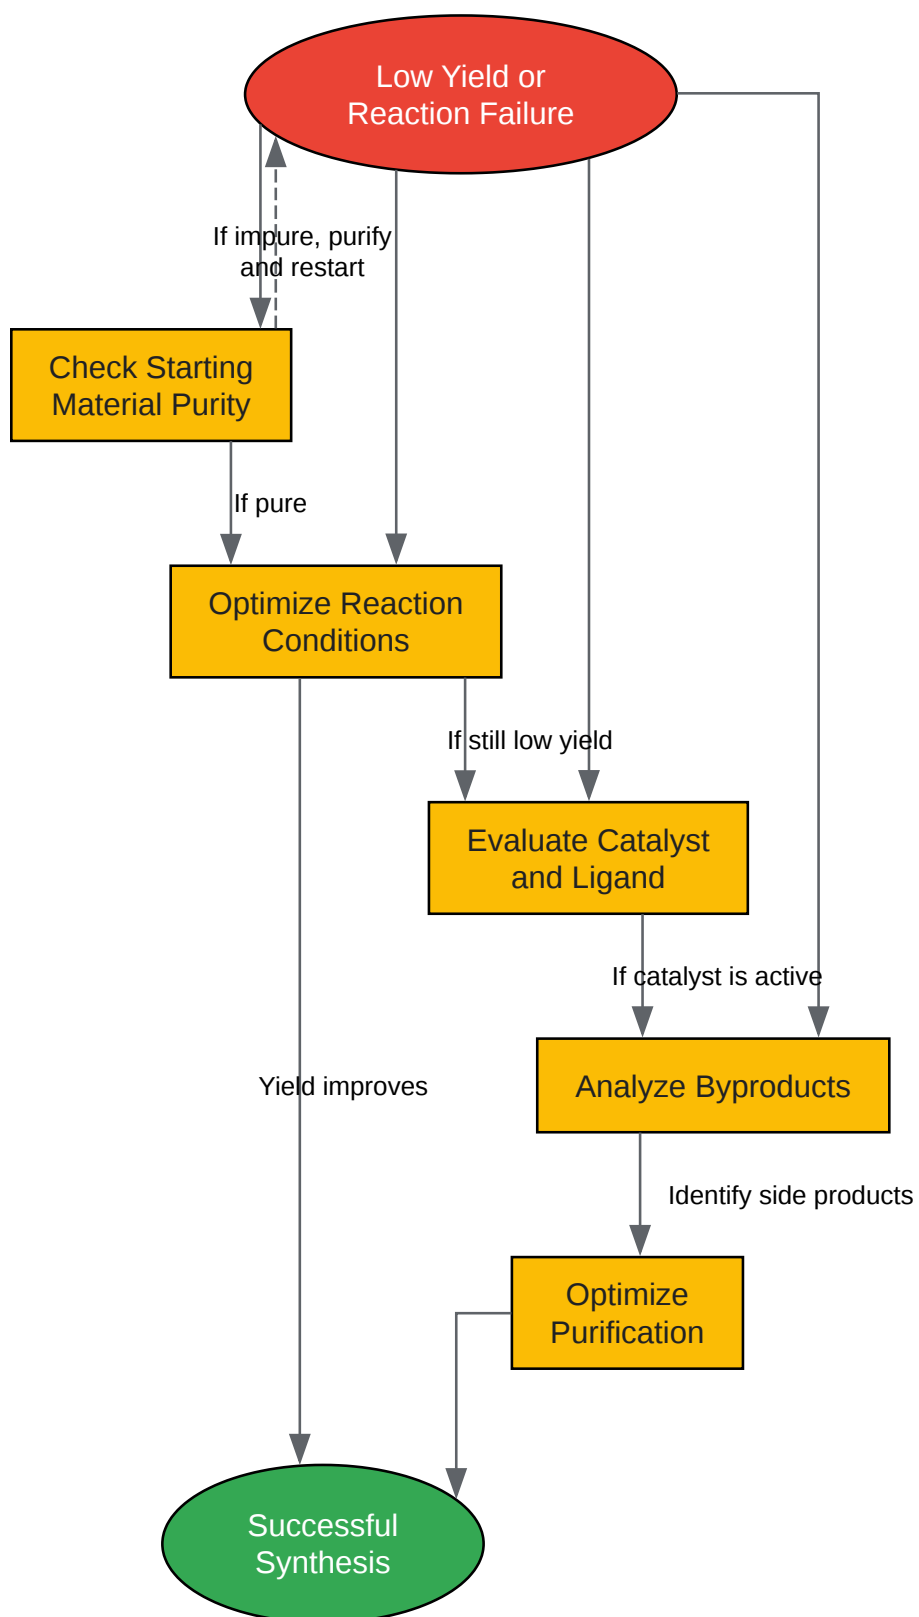 Low Yield or
Reaction Failure
If impure, purify
and restart
Check Starting
Material Purity
If pure
Optimize Reaction
Conditions
If still low yield
Evaluate Catalyst
and Ligand
If catalyst is active
Analyze Byproducts
Yield improves
Identify side products
Optimize
Purification
Successful
Synthesis